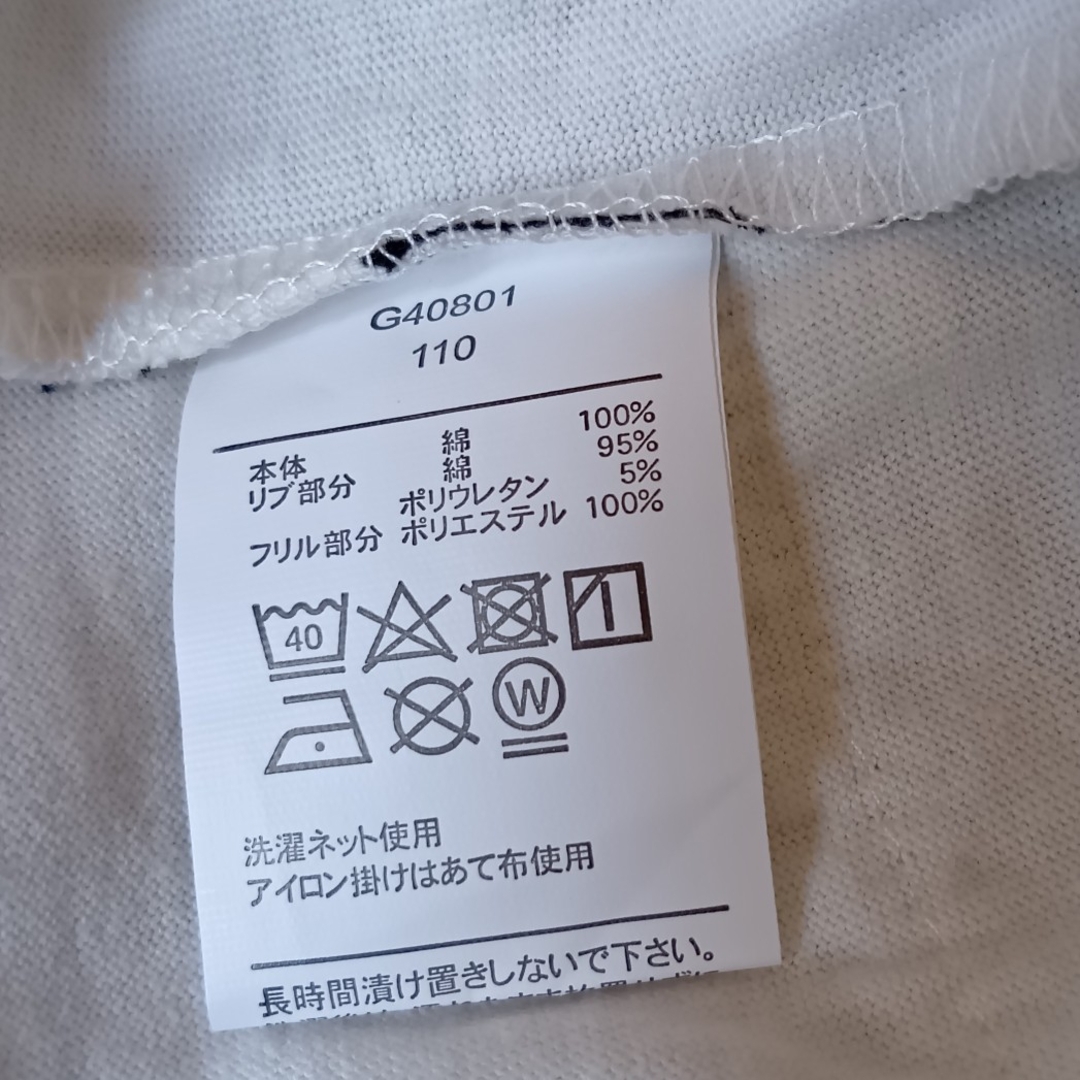 G40801
110
本体 綿 100%
リブ部分 綿 95%
ポリウレタン 5%
フリル部分 ポリエステル 100%
40
W
洗濯ネット使用
アイロン掛けはあて布使用
長時間漬け置きしないで下さい。